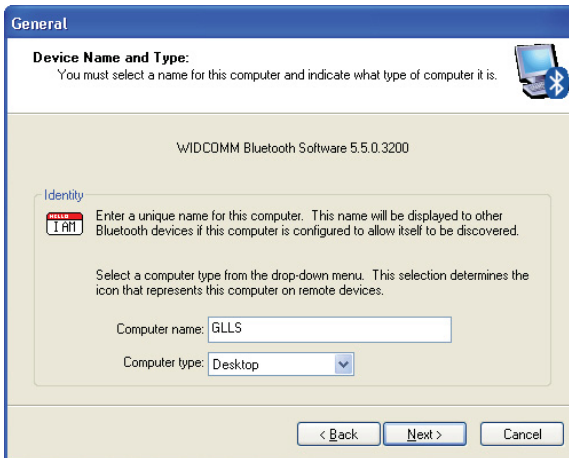 General
Device Name and Type:
You must select a name for this computer and indicate what type of computer it is.
WIDCOMM Bluetooth Software 5.5.0.3200
Identity
HELLO
I AM
Enter a unique name for this computer. This name will be displayed to other
Bluetooth devices if this computer is configured to allow itself to be discovered.
Select a computer type from the drop-down menu. This selection determines the
icon that represents this computer on remote devices.
Computer name: GLLS
Computer type: Desktop
< Back Next > Cancel